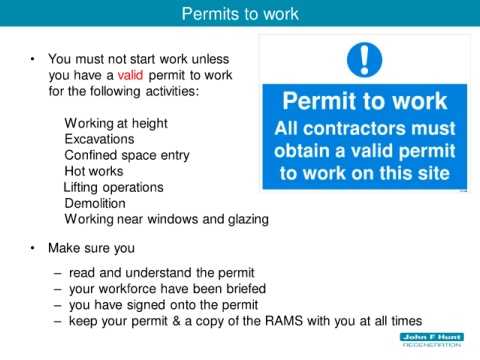 Permits to work
• You must not start work unless
you have a valid permit to work
for the following activities:
Working at height
Excavations
Confined space entry
Hot works
Lifting operations
Demolition
Working near windows and glazing
!
Permit to work
All contractors must
obtain a valid permit
to work on this site
• Make sure you
– read and understand the permit
– your workforce have been briefed
– you have signed onto the permit
– keep your permit & a copy of the RAMS with you at all times
John F Hunt
REGENERATION